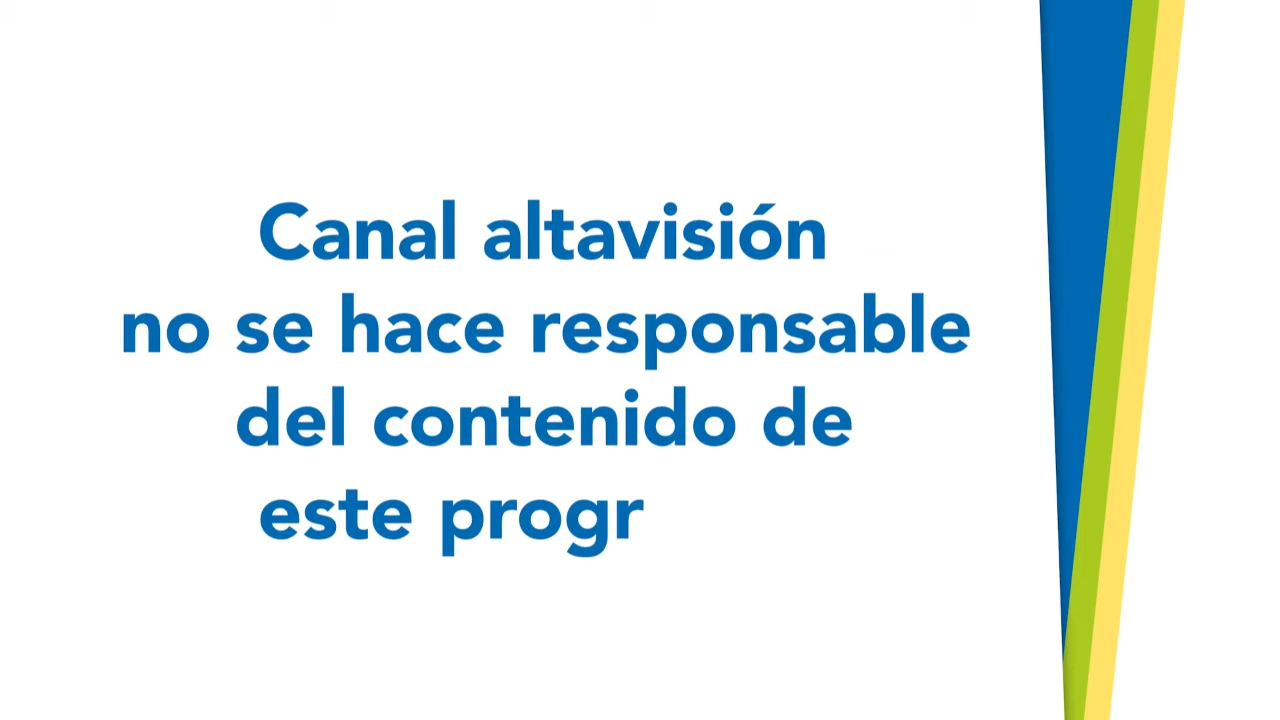 Canal altavisión
no se hace responsable
del contenido de
este progr